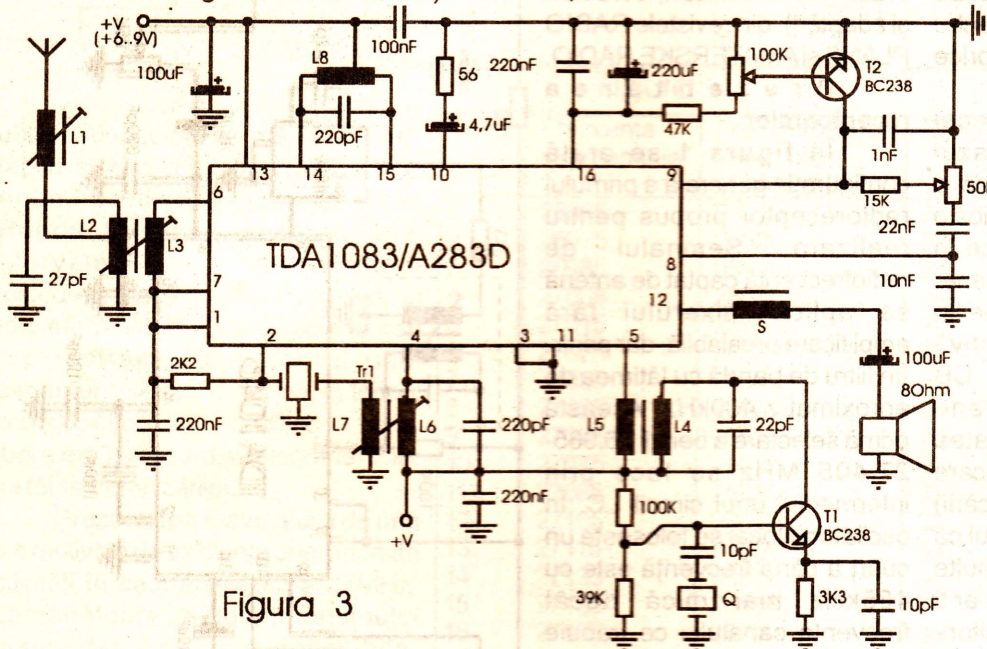 +V
(+6..9V)
100uF
100nF
L8
220pF
56
4,7uF
220nF
220uF
100K
47K
T2
BC238
1nF
15K
22nF
10nF
L1
L2
L3
27pF
6
13
14
15
10
16
9
7
1
8
12
TDA1083/A283D
2
4
3
11
5
S
100uF
8Ohm
2K2
220nF
Tr1
L7
L6
220pF
220nF
+V
L5
L4
22pF
100K
39K
10pF
Q
T1
BC238
3K3
10pF
Figura 3